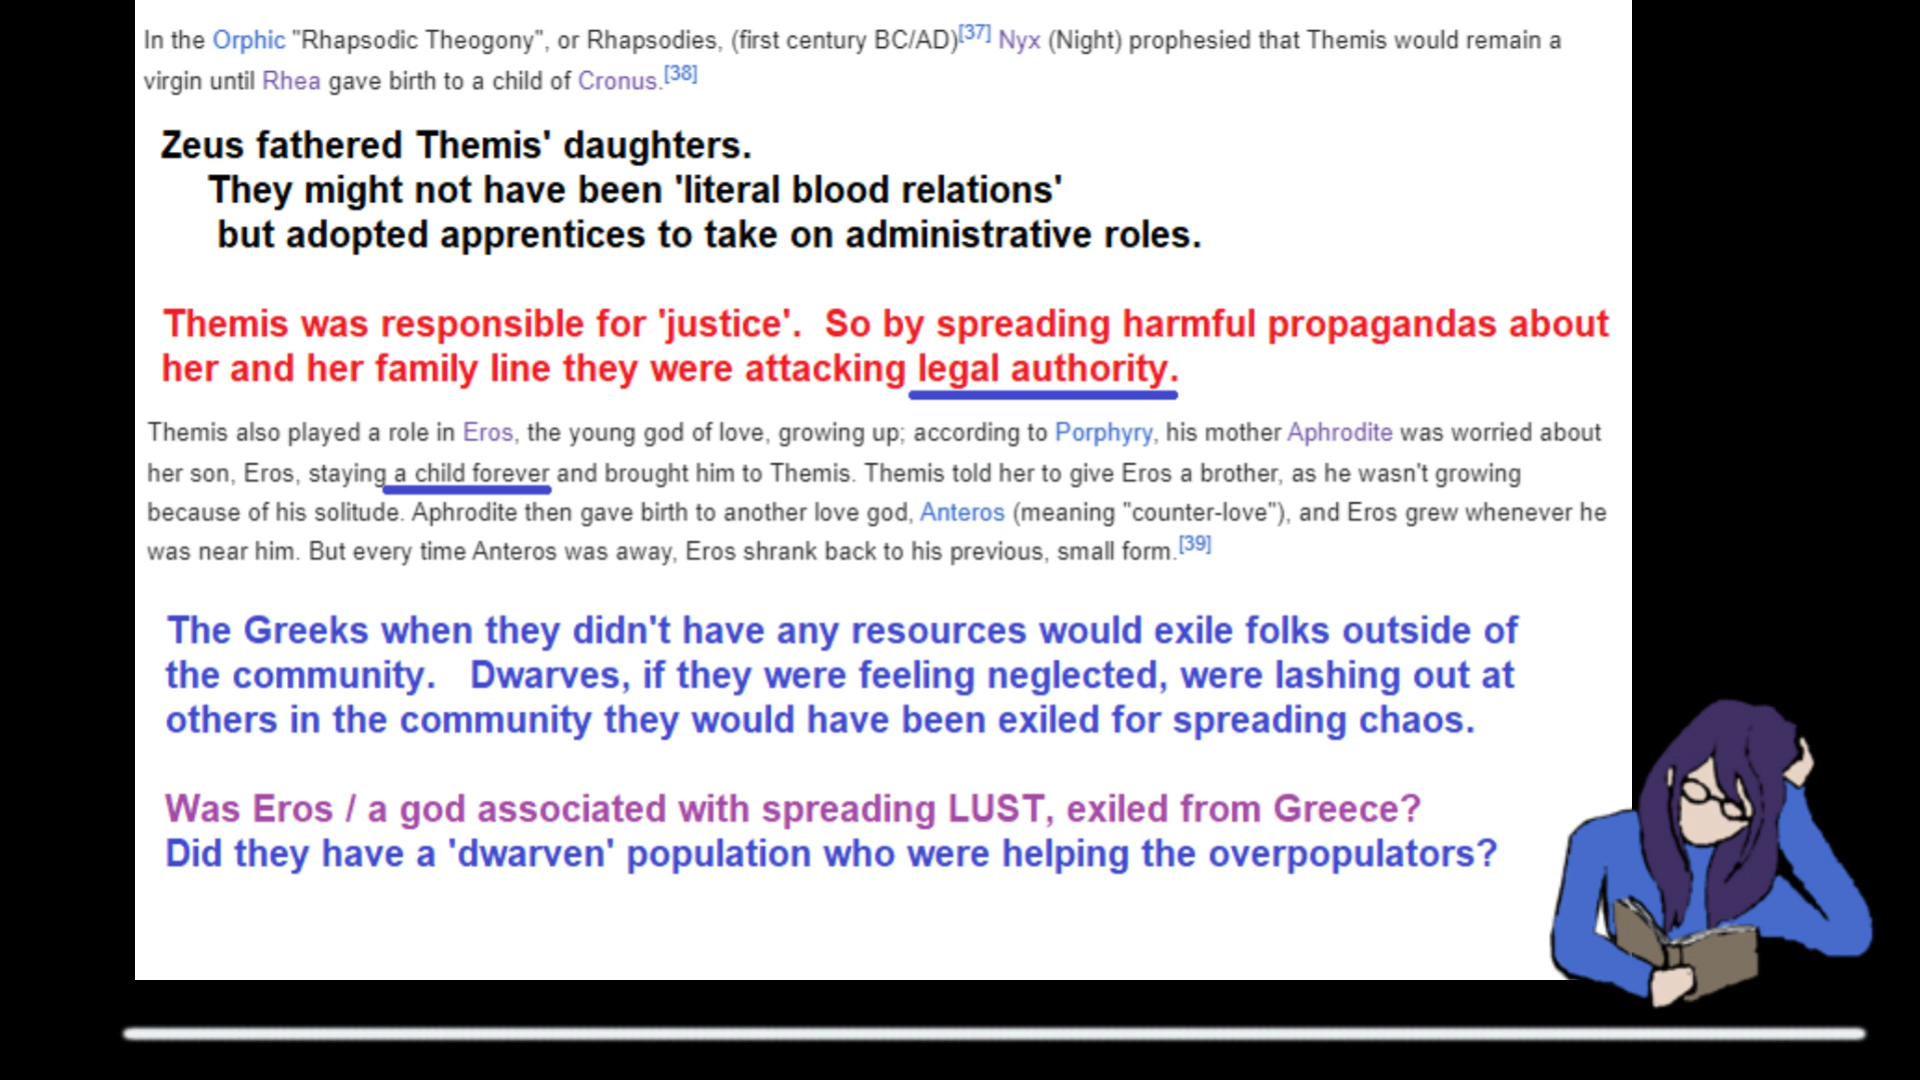 In the Orphic "Rhapsodic Theogony", or Rhapsodies, (first century BC/AD)[37] Nyx (Night) prophesied that Themis would remain a
virgin until Rhea gave birth to a child of Cronus.[38]
Zeus fathered Themis' daughters.
They might not have been 'literal blood relations'
but adopted apprentices to take on administrative roles.
Themis was responsible for 'justice'. So by spreading harmful propagandas about
her and her family line they were attacking legal authority.
Themis also played a role in Eros, the young god of love, growing up; according to Porphyry, his mother Aphrodite was worried about
her son, Eros, staying a child forever and brought him to Themis. Themis told her to give Eros a brother, as he wasn't growing
because of his solitude. Aphrodite then gave birth to another love god, Anteros (meaning "counter-love"), and Eros grew whenever he
was near him. But every time Anteros was away, Eros shrank back to his previous, small form.[39]
The Greeks when they didn't have any resources would exile folks outside of
the community. Dwarves, if they were feeling neglected, were lashing out at
others in the community they would have been exiled for spreading chaos.
Was Eros / a god associated with spreading LUST, exiled from Greece?
Did they have a 'dwarven' population who were helping the overpopulators?